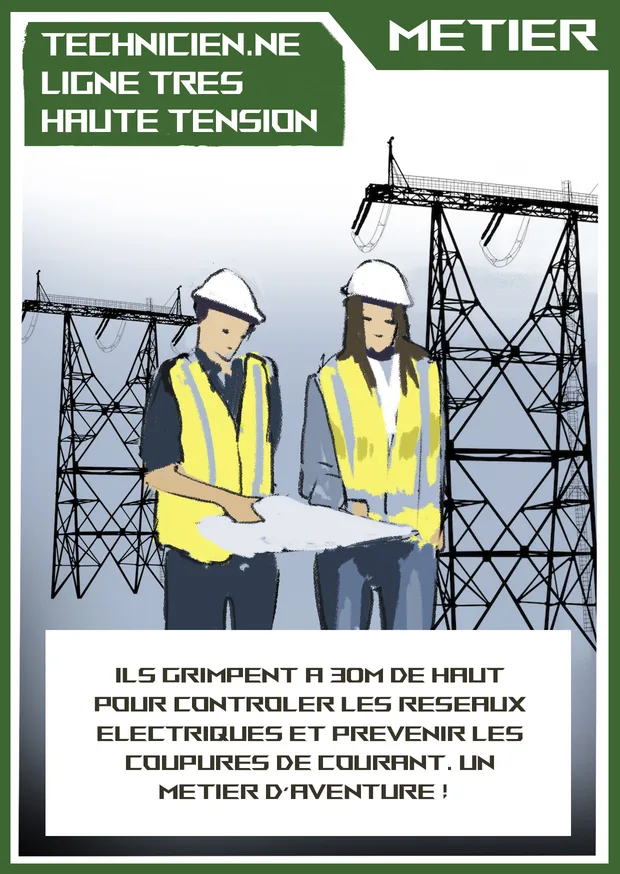 TECHNICIEN.NE
LIGNE TRES
HAUTE TENSION
METIER
ILS GRIMPENT A 30M DE HAUT
POUR CONTROLER LES RESEAUX
ELECTRIQUES ET PREVENIR LES
COUPURES DE COURANT. UN
METIER D'AVENTURE !